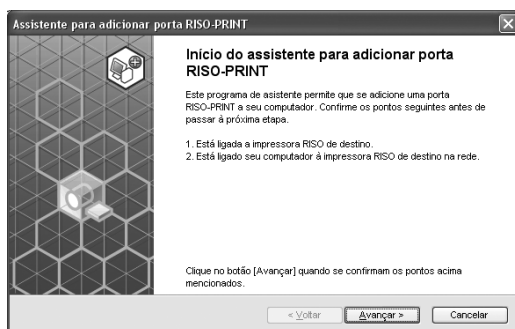 Assistente para adicionar porta RISO-PRINT
Início do assistente para adicionar porta
RISO-PRINT
Este programa de asistente permite que se adicione uma porta
RISO-PRINT a seu computador. Confirme os pontos seguintes antes de
passar à próxima etapa.
1. Está ligada a impressora RISO de destino.
2. Está ligado seu computador à impressora RISO de destino na rede.
Clique no botão [Avançar] quando se confirmam os pontos acima
mencionados.
< Voltar
Avançar >
Cancelar